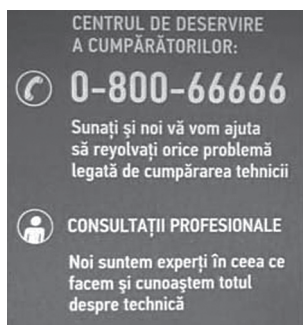 CENTRUL DE DESERVIRE
A CUMPĂRĂTORILOR:
0-800-66666
Sunați și noi vă vom ajuta
să reyolvați orice problemă
legată de cumpărarea tehnicii
CONSULTAȚII PROFESIONALE
Noi suntem experți în ceea ce
facem și cunoaștem totul
despre technică